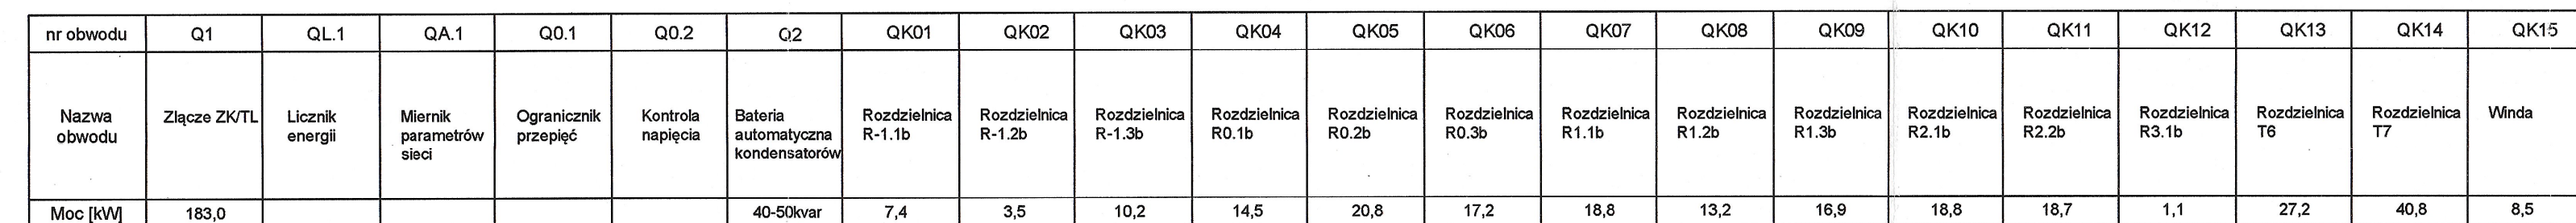 nr obwodu Q1 QL.1 QA.1 Q0.1 Q0.2 Q2 QK01 QK02 QK03 QK04 QK05 QK06 QK07 QK08 QK09 QK10 QK11 QK12 QK13 QK14 QK15
Nazwa obwodu
Złącze ZK/TL
Licznik energii
Miernik parametrów sieci
Ogranicznik przepięć
Kontrola napięcia
Bateria automatyczna kondensatorów
Rozdzielnica R-1.1b
Rozdzielnica R-1.2b
Rozdzielnica R-1.3b
Rozdzielnica R0.1b
Rozdzielnica R0.2b
Rozdzielnica R0.3b
Rozdzielnica R1.1b
Rozdzielnica R1.2b
Rozdzielnica R1.3b
Rozdzielnica R2.1b
Rozdzielnica R2.2b
Rozdzielnica R3.1b
Rozdzielnica T6
Rozdzielnica T7
Winda
Moc [kW] 183,0 40-50kvar 7,4 3,5 10,2 14,5 20,8 17,2 18,8 13,2 16,9 18,8 18,7 1,1 27,2 40,8 8,5